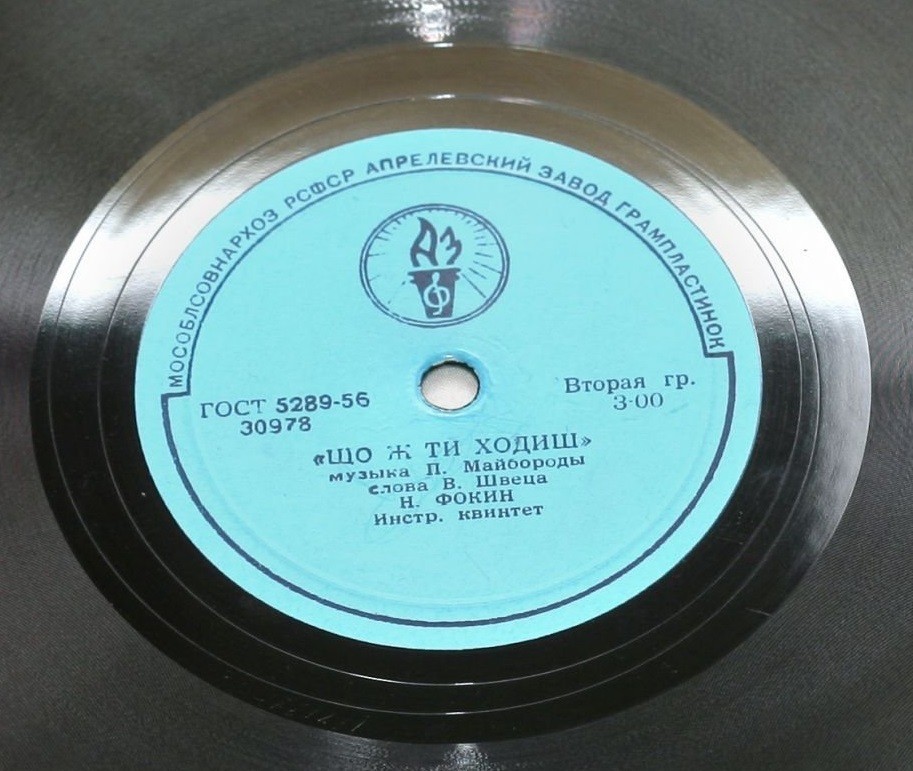 МОСОБЛСОВНАРХОЗ РСФСР АПРЕЛЕВСКИЙ ЗАВОД ГРАМПЛАСТИНОК
АЗ
ГОСТ 5289-56
30978
Вторая гр.
3-00
«ЩО Ж ТИ ХОДИШ»
музыка П. Майбороды
слова В. Швеца
Н. ФОКИН
Инстр. квинтет